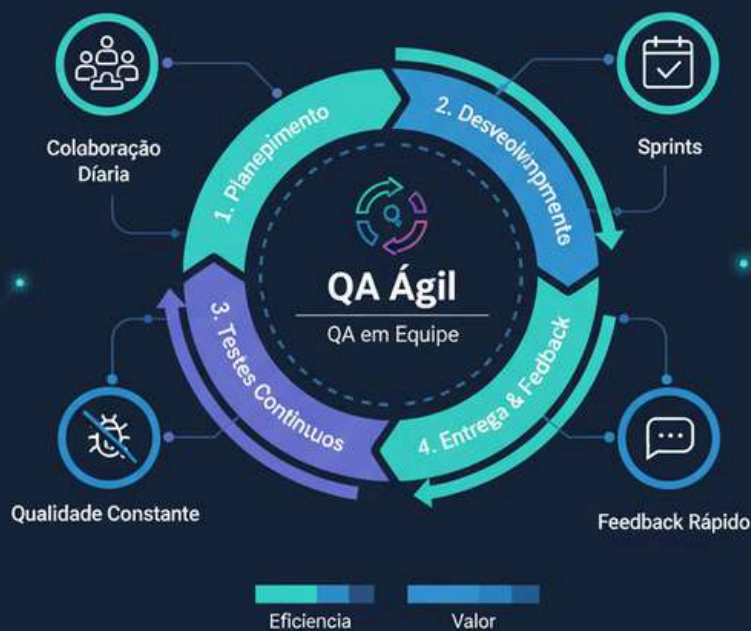 1. Planepimento
2. Desveolvinpmento
Colaboração
Díaria
Sprints
QA Ágil
QA em Equipe
3. Testes Continuos
4. Entrega & Fedback
Qualidade Constante
Feedback Rápido
Eficiencia
Valor